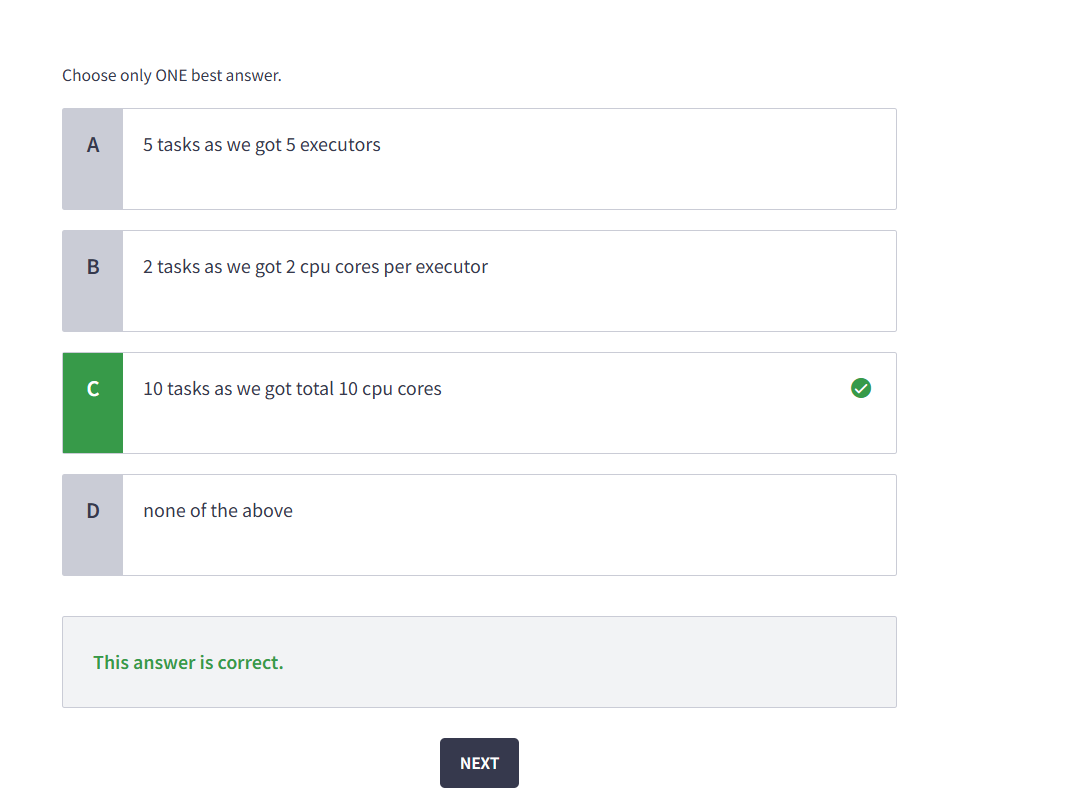 Choose only ONE best answer.
A
5 tasks as we got 5 executors
B
2 tasks as we got 2 cpu cores per executor
C
10 tasks as we got total 10 cpu cores
D
none of the above
This answer is correct.
NEXT